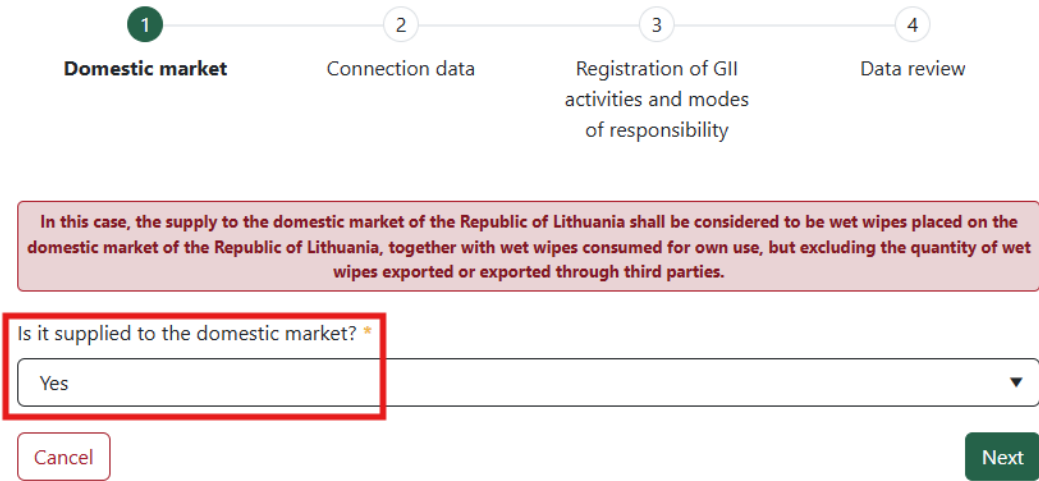 1
2
3
4
Domestic market
Connection data
Registration of GII
activities and modes
of responsibility
Data review
In this case, the supply to the domestic market of the Republic of Lithuania shall be considered to be wet wipes placed on the
domestic market of the Republic of Lithuania, together with wet wipes consumed for own use, but excluding the quantity of wet
wipes exported or exported through third parties.
Is it supplied to the domestic market? *
Yes
Cancel
Next